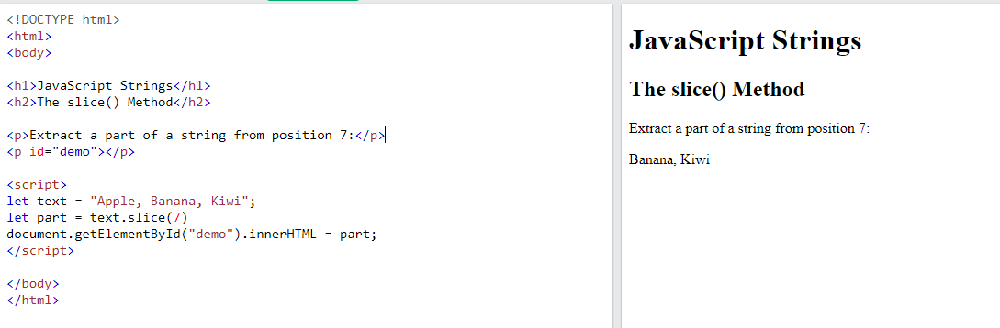 <!DOCTYPE html>
<html>
<body>
<h1>JavaScript Strings</h1>
<h2>The slice() Method</h2>
<p>Extract a part of a string from position 7:</p>
<p id="demo"></p>
<script>
let text = "Apple, Banana, Kiwi";
let part = text.slice(7)
document.getElementById("demo").innerHTML = part;
</script>
</body>
</html>
JavaScript Strings
The slice() Method
Extract a part of a string from position 7:
Banana, Kiwi